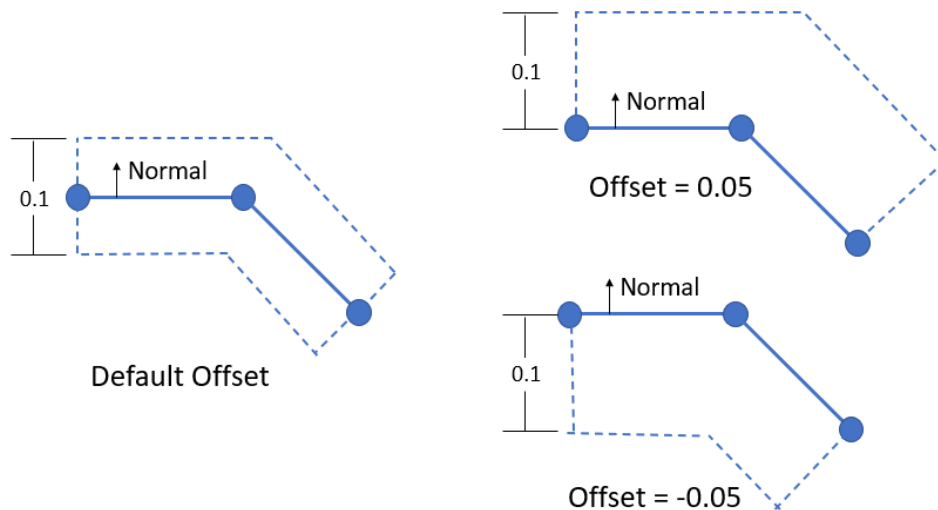 0.1
Normal
Default Offset
0.1
Normal
Offset = 0.05
Normal
0.1
Offset = -0.05